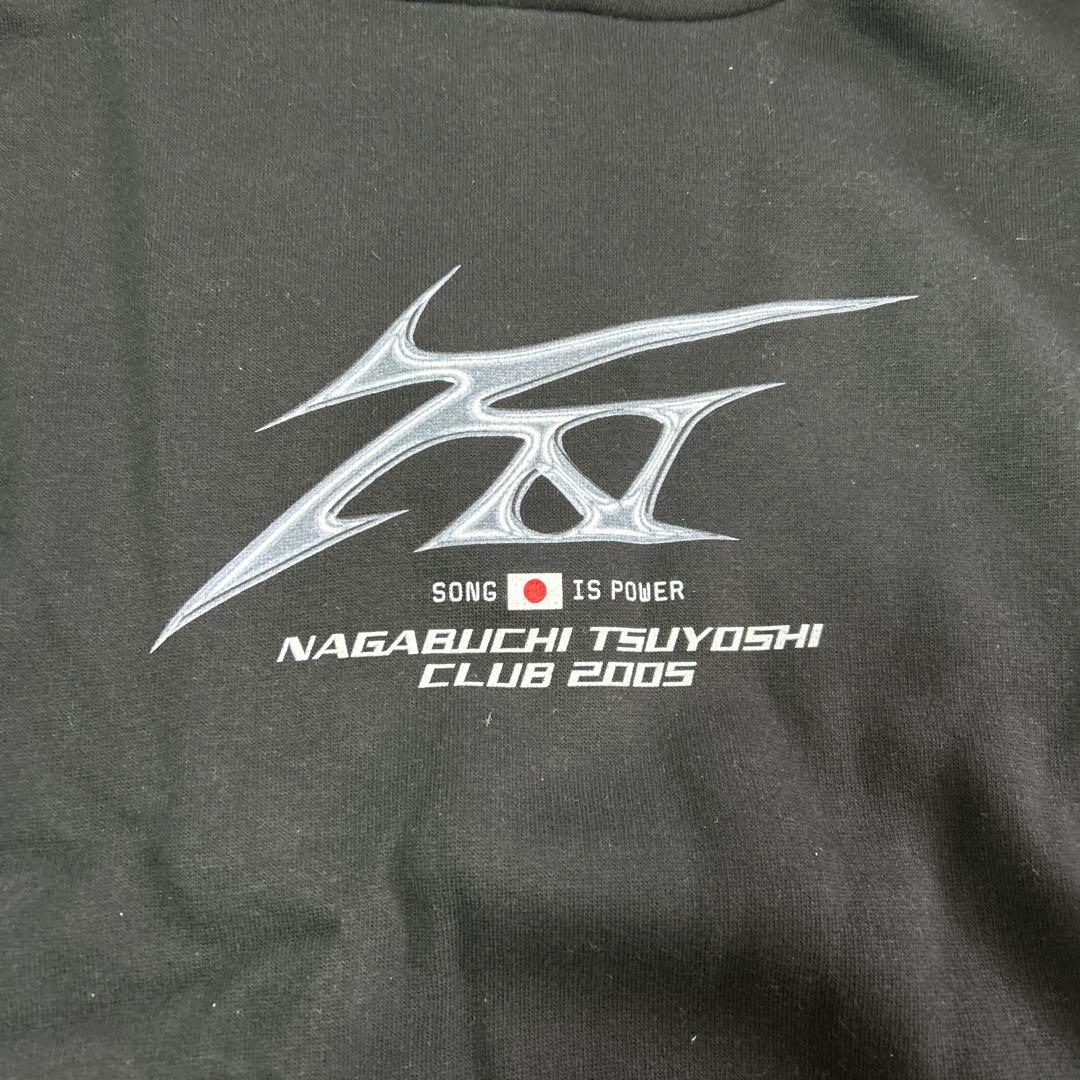 SONG IS POWER
NAGABUCHI TSUYOSHI
CLUB 2005